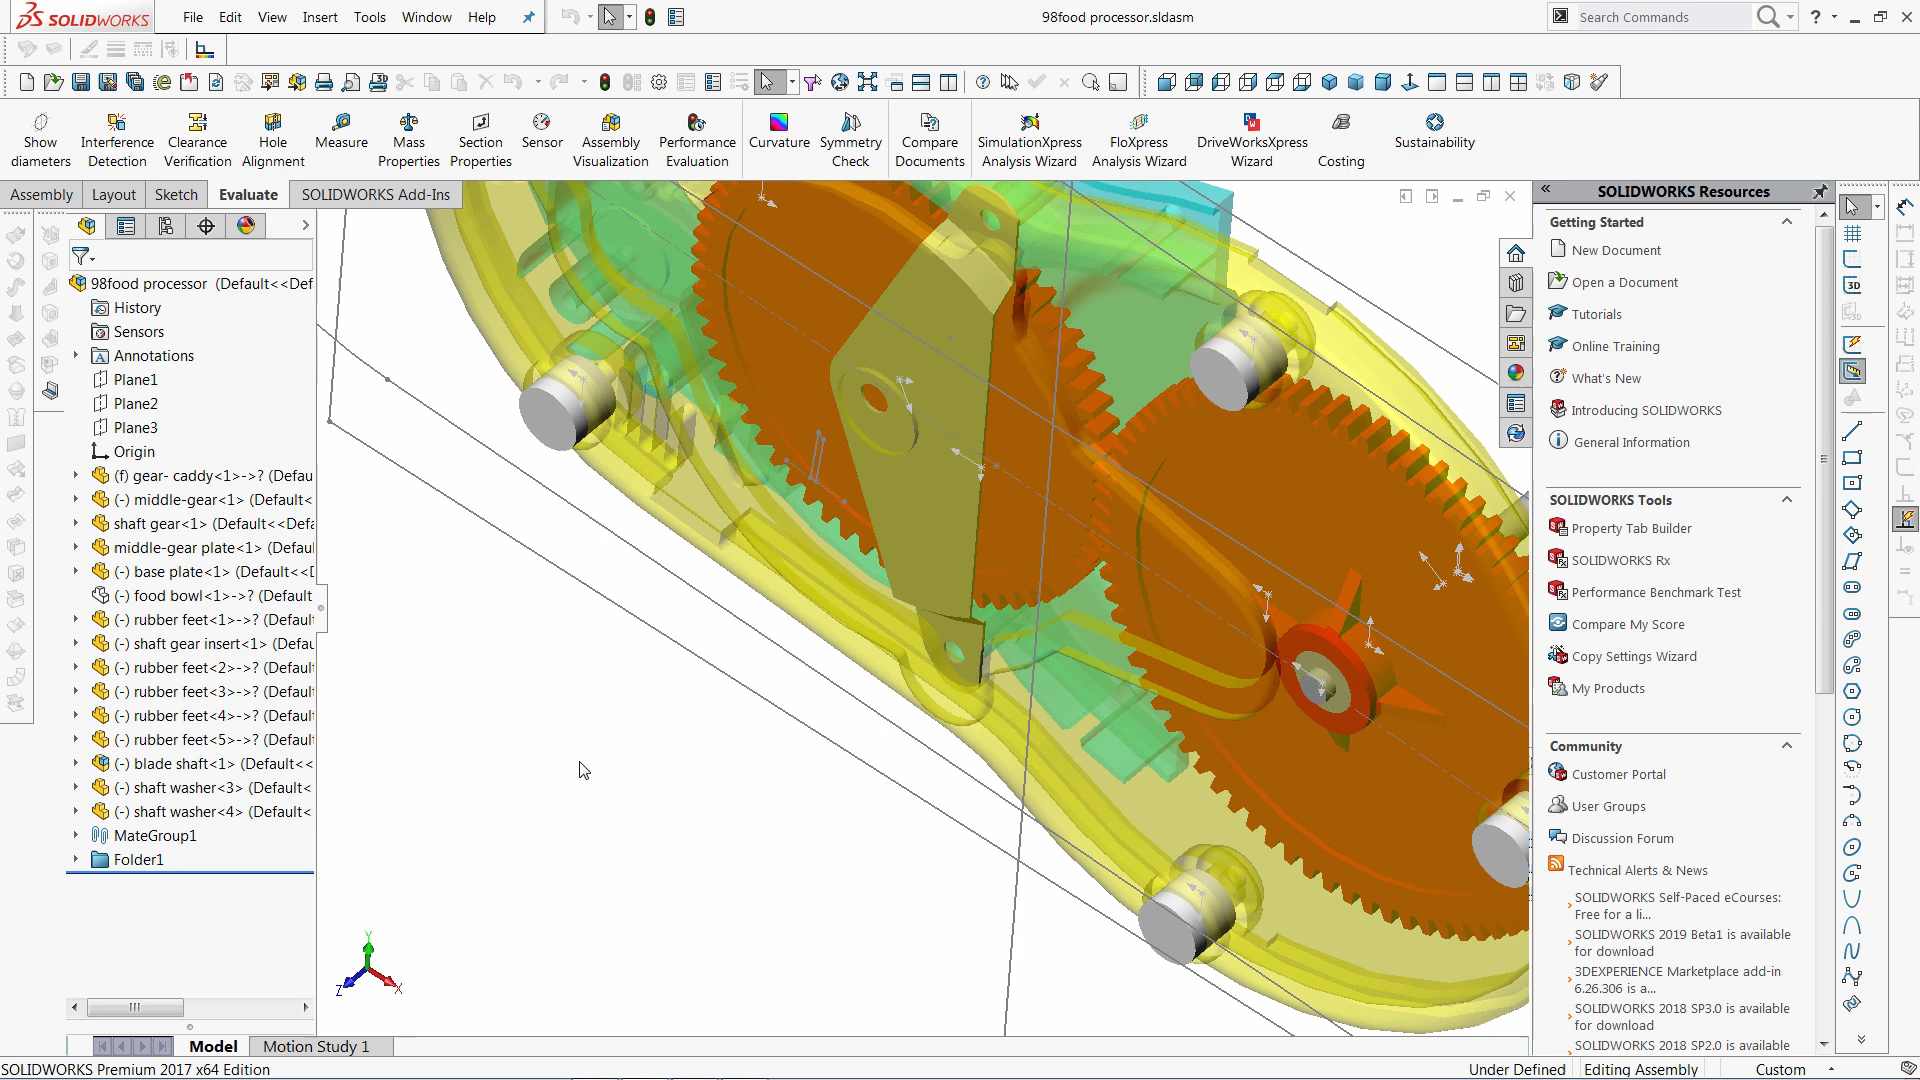 SOLIDWORKS
File
Edit
View
Insert
Tools
Window
Help
98food processor.sldasm
Search Commands
Show diameters
Interference Detection
Clearance Verification
Hole Alignment
Measure
Mass Properties
Section Properties
Sensor
Assembly Visualization
Performance Evaluation
Curvature
Symmetry Check
Compare Documents
SimulationXpress Analysis Wizard
FloXpress Analysis Wizard
DriveWorksXpress Wizard
Costing
Sustainability
Assembly
Layout
Sketch
Evaluate
SOLIDWORKS Add-Ins
98food processor (Default<<Def
History
Sensors
Annotations
Plane1
Plane2
Plane3
Origin
(f) gear- caddy<1>->? (Defau
(-) middle-gear<1> (Default<
shaft gear<1> (Default<<Defa
middle-gear plate<1> (Defaul
(-) base plate<1> (Default<<D
(-) food bowl<1>->? (Default
(-) rubber feet<1>->? (Defaul
(-) shaft gear insert<1> (Defau
(-) rubber feet<2>->? (Defaul
(-) rubber feet<3>->? (Defaul
(-) rubber feet<4>->? (Defaul
(-) rubber feet<5>->? (Defaul
(-) blade shaft<1> (Default<<
(-) shaft washer<3> (Default<
(-) shaft washer<4> (Default<
MateGroup1
Folder1
Y
Z
X
Model
Motion Study 1
SOLIDWORKS Resources
Getting Started
New Document
Open a Document
Tutorials
Online Training
What's New
Introducing SOLIDWORKS
General Information
SOLIDWORKS Tools
Property Tab Builder
SOLIDWORKS Rx
Performance Benchmark Test
Compare My Score
Copy Settings Wizard
My Products
Community
Customer Portal
User Groups
Discussion Forum
Technical Alerts & News
SOLIDWORKS Self-Paced eCourses:
Free for a li...
SOLIDWORKS 2019 Beta1 is available
for download
3DEXPERIENCE Marketplace add-in
6.26.306 is a...
SOLIDWORKS 2018 SP3.0 is available
for download
SOLIDWORKS 2018 SP2.0 is available
SOLIDWORKS Premium 2017 x64 Edition
Under Defined
Editing Assembly
Custom